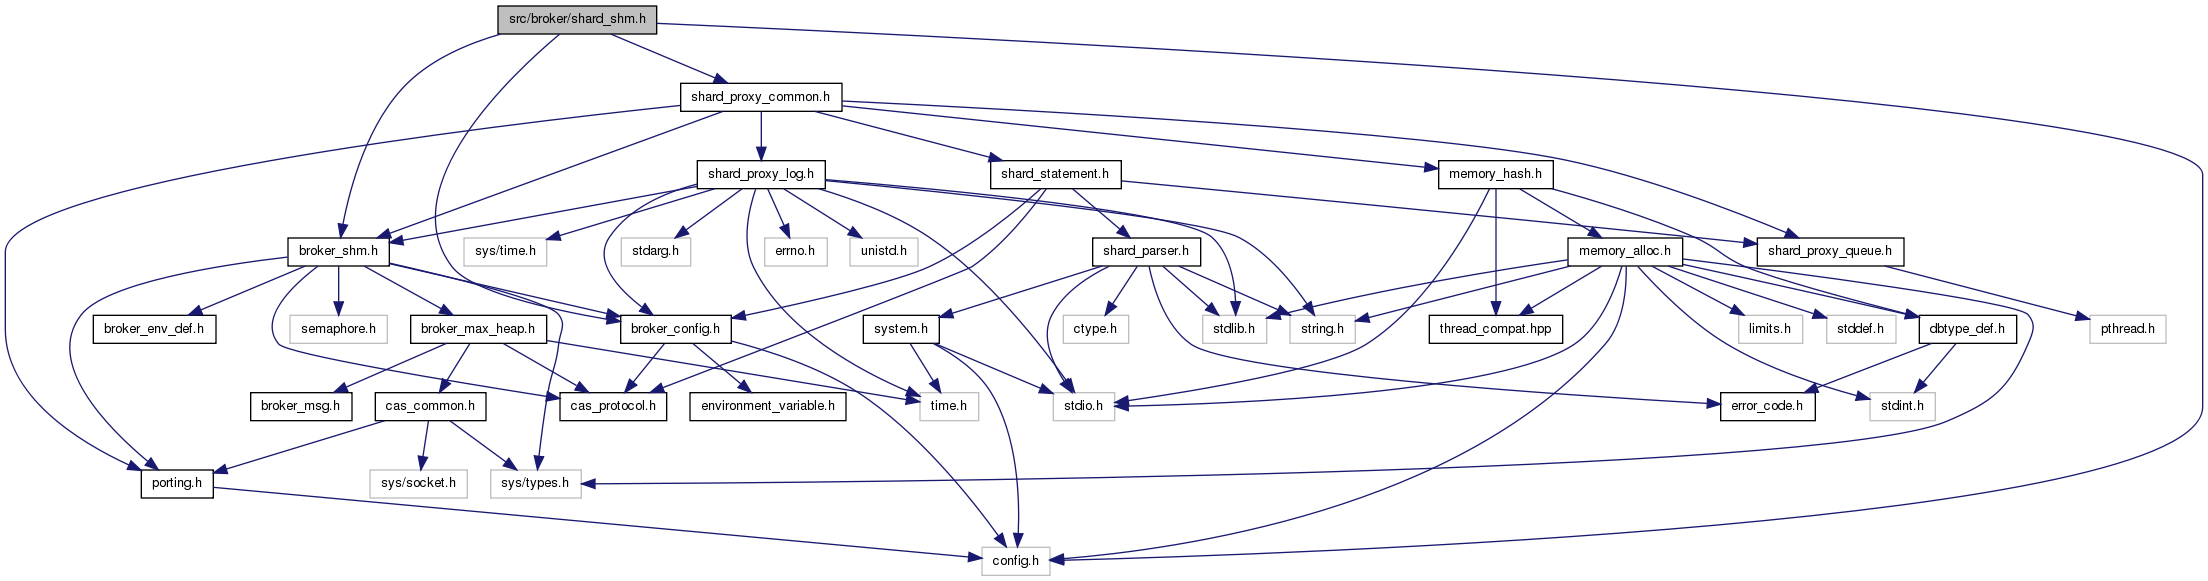 src/broker/shard_shm.h
shard_proxy_common.h
shard_proxy_log.h
shard_statement.h
memory_hash.h
broker_shm.h
sys/time.h
stdarg.h
errno.h
unistd.h
shard_parser.h
memory_alloc.h
shard_proxy_queue.h
broker_env_def.h
semaphore.h
broker_max_heap.h
broker_config.h
system.h
ctype.h
stdlib.h
string.h
thread_compat.hpp
limits.h
stddef.h
dbtype_def.h
pthread.h
broker_msg.h
cas_common.h
cas_protocol.h
environment_variable.h
time.h
stdio.h
error_code.h
stdint.h
porting.h
sys/socket.h
sys/types.h
config.h